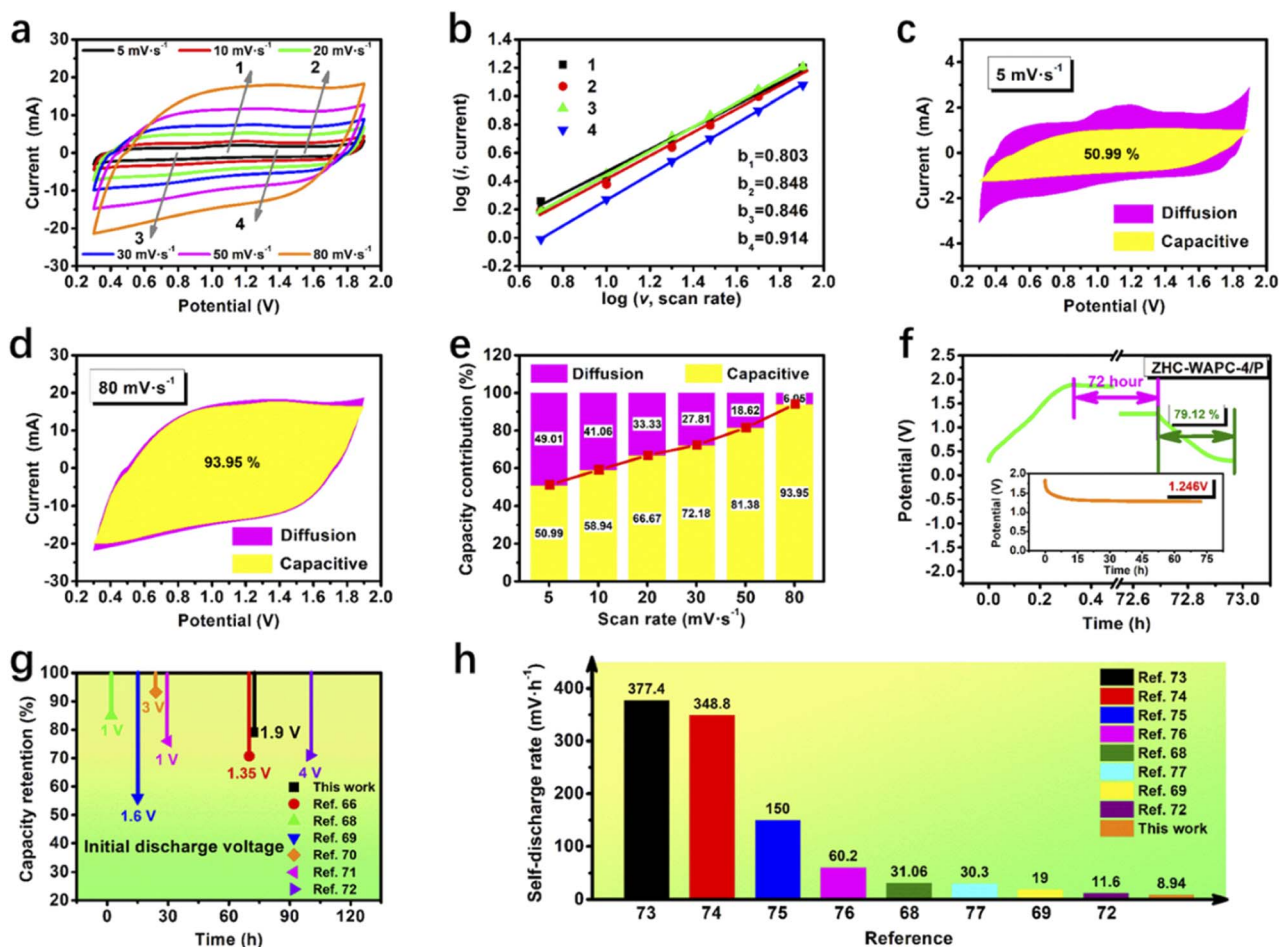 a
30
20
10
0
-10
-20
-30
Current (mA)
5 mV·s⁻¹ 10 mV·s⁻¹ 20 mV·s⁻¹
1 2
3 4
30 mV·s⁻¹ 50 mV·s⁻¹ 80 mV·s⁻¹
0.2 0.4 0.6 0.8 1.0 1.2 1.4 1.6 1.8 2.0
Potential (V)
b
1.4
1.2
1.0
0.8
0.6
0.4
0.2
0.0
-0.2
log (i, current)
1
2
3
4
b₁=0.803
b₂=0.848
b₃=0.846
b₄=0.914
0.6 0.8 1.0 1.2 1.4 1.6 1.8 2.0
log (v, scan rate)
c
6
4
2
0
-2
-4
Current (mA)
5 mV·s⁻¹
50.99 %
Diffusion
Capacitive
0.2 0.4 0.6 0.8 1.0 1.2 1.4 1.6 1.8 2.0
Potential (V)
d
30
20
10
0
-10
-20
-30
Current (mA)
80 mV·s⁻¹
93.95 %
Diffusion
Capacitive
0.2 0.4 0.6 0.8 1.0 1.2 1.4 1.6 1.8 2.0
Potential (V)
e
120
100
80
60
40
20
0
Capacity contribution (%)
Diffusion Capacitive
49.01 41.06 33.33 27.81 18.62 6.05
50.99 58.94 66.67 72.18 81.38 93.95
5 10 20 30 50 80
Scan rate (mV·s⁻¹)
f
2.5
2.0
1.5
1.0
0.5
0.0
-0.5
-1.0
-1.5
-2.0
Potential (V)
ZHC-WAPC-4/P
72 hour
79.12 %
2.0
1.5
1.0
0.5
0.0
Potential (V)
1.246V
0 15 30 45 60 75
Time (h)
0.0 0.2 0.4 72.6 72.8 73.0
Time (h)
g
100
90
80
70
60
50
40
30
20
Capacity retention (%)
1 V
1.6 V
3 V
1 V
1.35 V
1.9 V
4 V
Initial discharge voltage
This work
Ref. 66
Ref. 68
Ref. 69
Ref. 70
Ref. 71
Ref. 72
0 30 60 90 120
Time (h)
h
400
300
200
100
0
Self-discharge rate (mV·h⁻¹)
377.4 348.8 150 60.2 31.06 30.3 19 11.6 8.94
Ref. 73
Ref. 74
Ref. 75
Ref. 76
Ref. 68
Ref. 77
Ref. 69
Ref. 72
This work
73 74 75 76 68 77 69 72
Reference